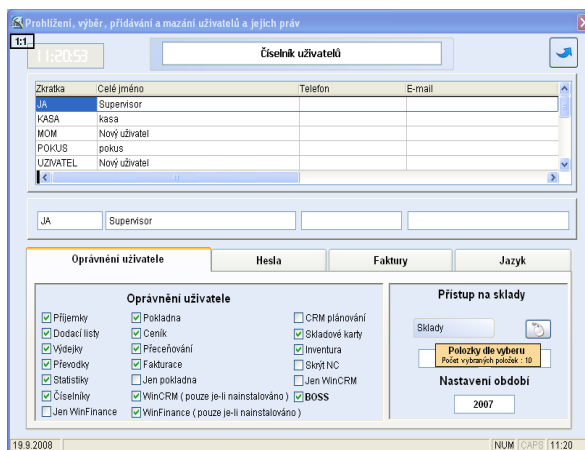 Prohlížení, výběr, přidávání a mazání uživatelů a jejich práv
1:1
11:20:53
Číselník uživatelů
Zkratka Celé jméno Telefon E-mail
JA Supervisor
KASA kasa
MOM Nový uživatel
POKUS pokus
UZIVATEL Nový uživatel
JA Supervisor
Oprávnění uživatele Hesla Faktury Jazyk
Oprávnění uživatele
Příjemky Pokladna CRM plánování
Dodací listy Ceník Skladové karty
Výdejky Přeceňování Inventura
Převodky Fakturace Skrýt NC
Statistiky Jen pokladna Jen WinCRM
Číselníky WinCRM ( pouze je-li nainstalováno ) BOSS
Jen WinFinance WinFinance ( pouze je-li nainstalováno )
Přístup na sklady
Sklady
Polozky dle vyberu
Počet vybraných položek : 10
Nastavení období
2007
19.9.2008 NUM CAPS 11:20